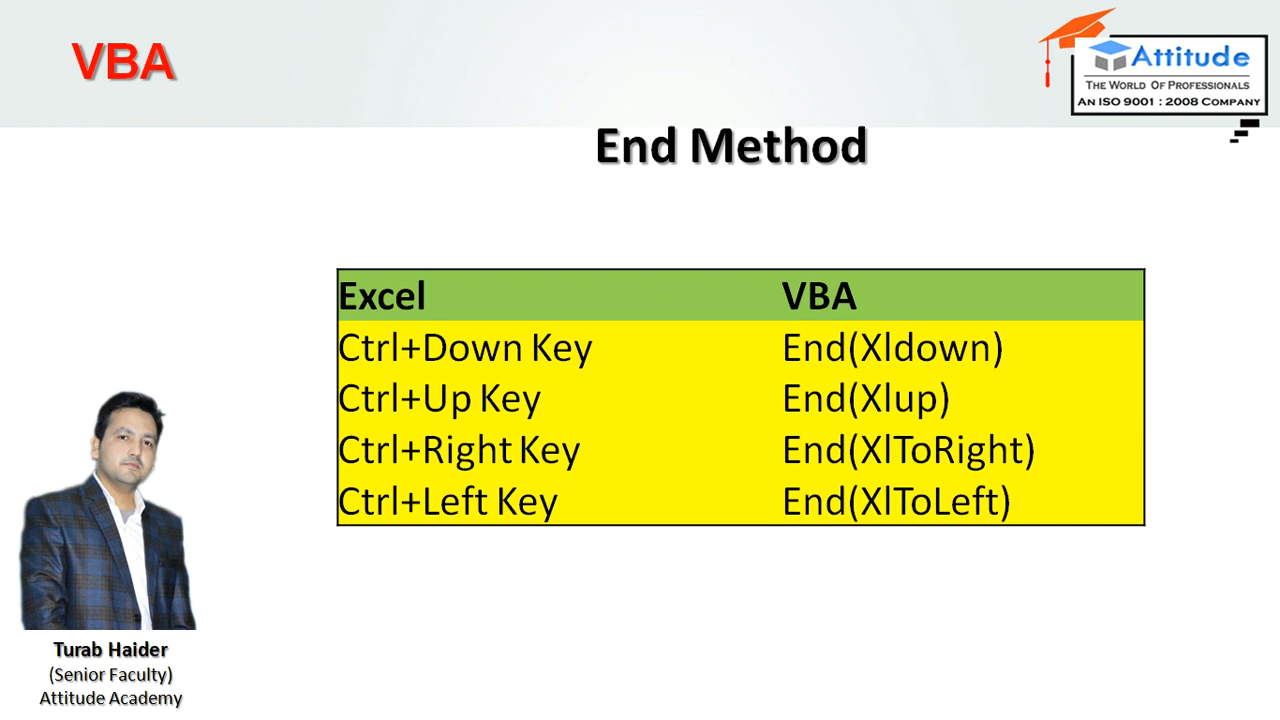 VBA
Attitude
THE WORLD OF PROFESSIONALS
AN ISO 9001 : 2008 COMPANY
End Method
Excel VBA
Ctrl+Down Key End(Xldown)
Ctrl+Up Key End(Xlup)
Ctrl+Right Key End(XlToRight)
Ctrl+Left Key End(XlToLeft)
Turab Haider
(Senior Faculty)
Attitude Academy